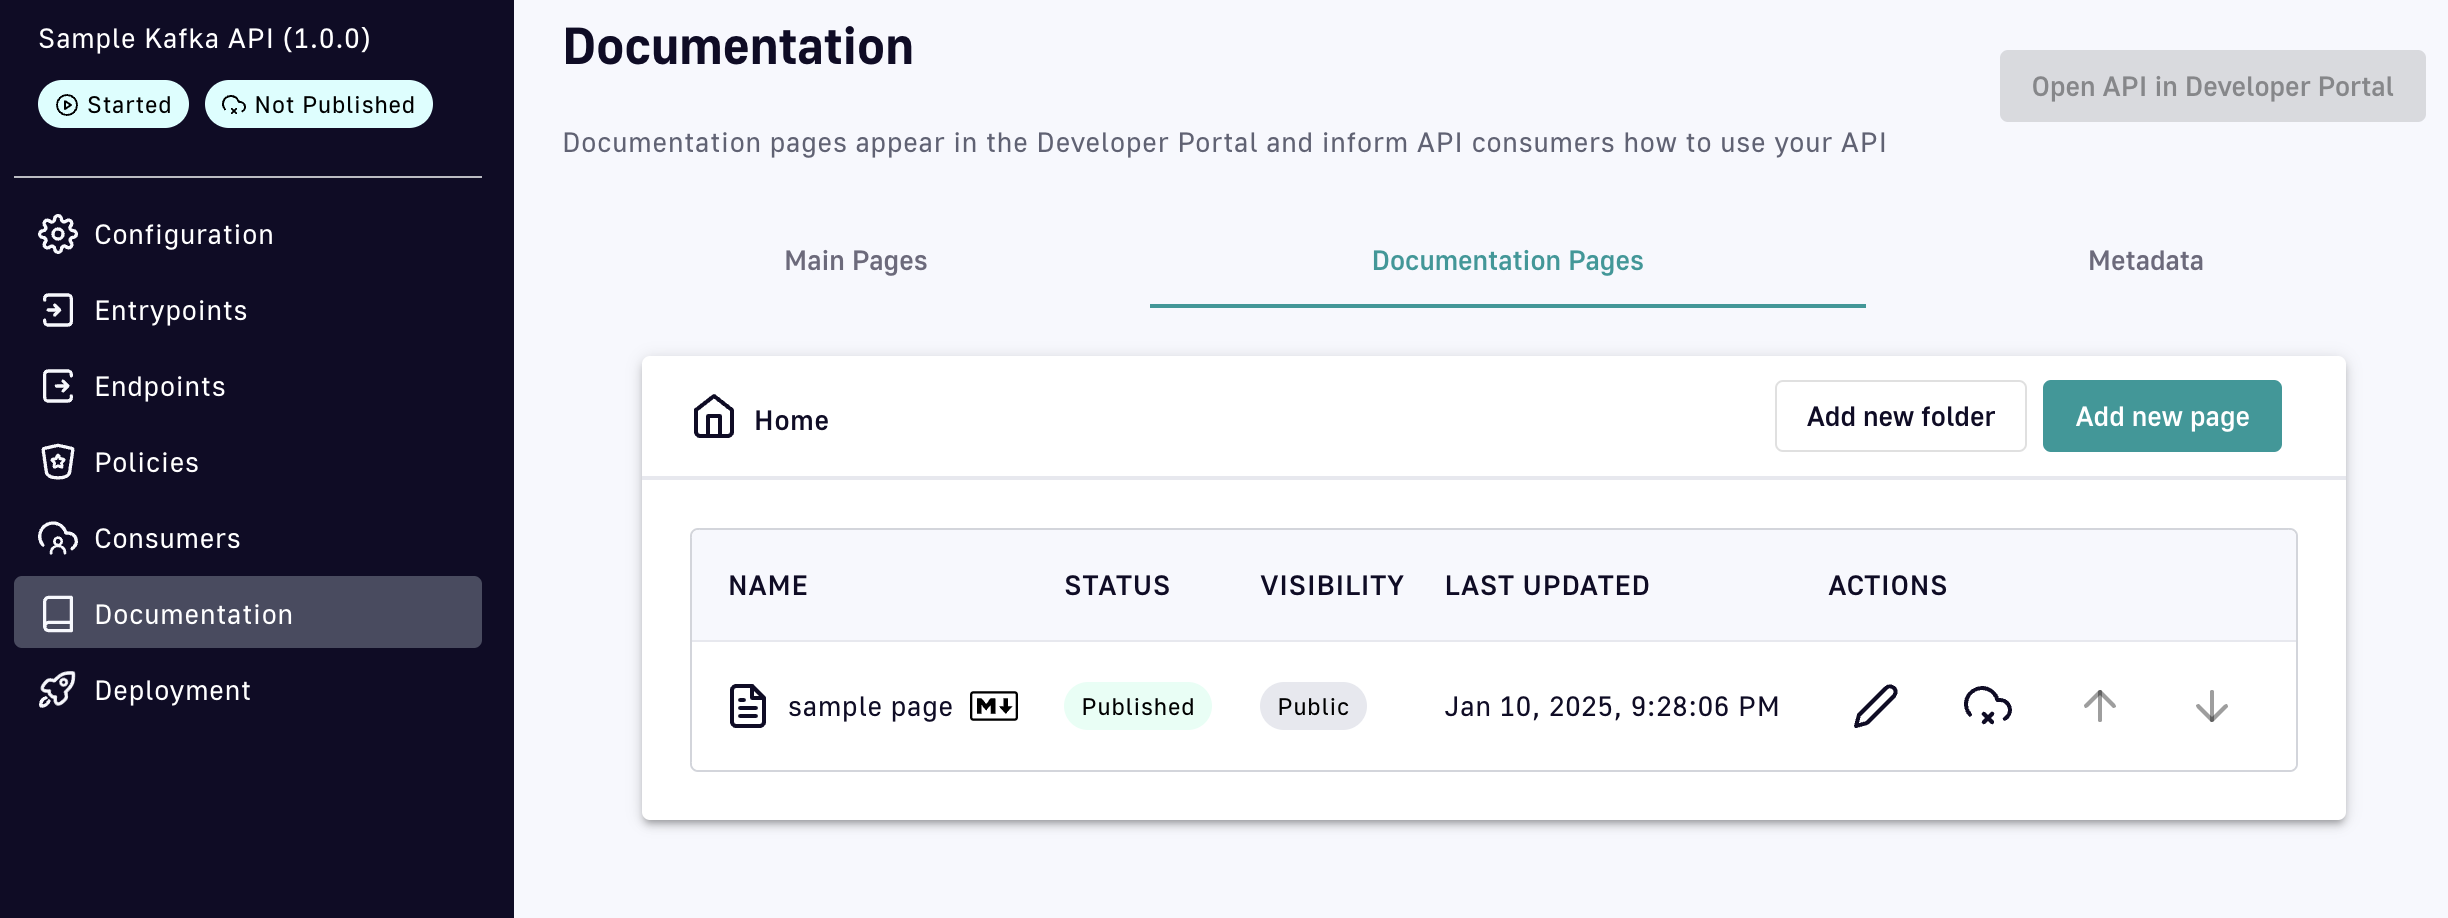 Sample Kafka API (1.0.0)
Started
Not Published
Configuration
Entrypoints
Endpoints
Policies
Consumers
Documentation
Deployment
Documentation
Open API in Developer Portal
Documentation pages appear in the Developer Portal and inform API consumers how to use your API
Main Pages
Documentation Pages
Metadata
Home
Add new folder
Add new page
NAME STATUS VISIBILITY LAST UPDATED ACTIONS
sample page M Published Public Jan 10, 2025, 9:28:06 PM